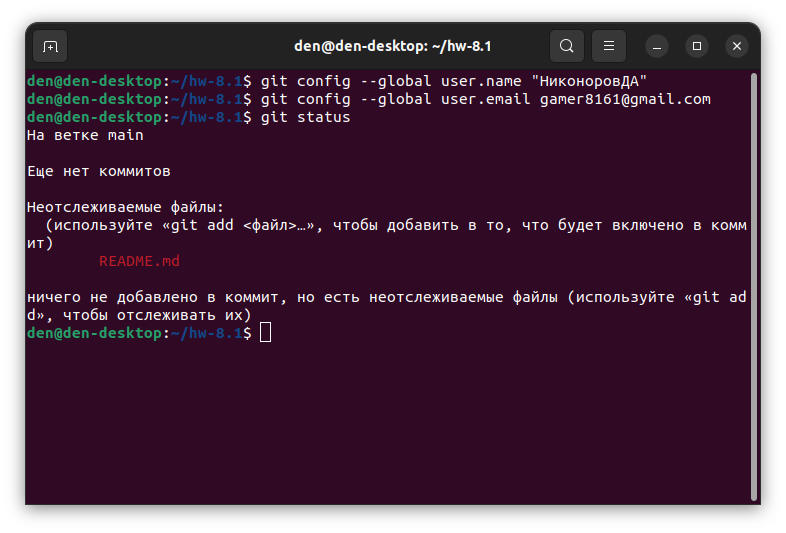 den@den-desktop: ~/hw-8.1
den@den-desktop:~/hw-8.1$ git config --global user.name "НиконоровДА"
den@den-desktop:~/hw-8.1$ git config --global user.email gamer8161@gmail.com
den@den-desktop:~/hw-8.1$ git status
На ветке main
Еще нет коммитов
Неотслеживаемые файлы:
(используйте «git add <файл>…», чтобы добавить в то, что будет включено в комм
ит)
README.md
ничего не добавлено в коммит, но есть неотслеживаемые файлы (используйте «git ad
d», чтобы отслеживать их)
den@den-desktop:~/hw-8.1$